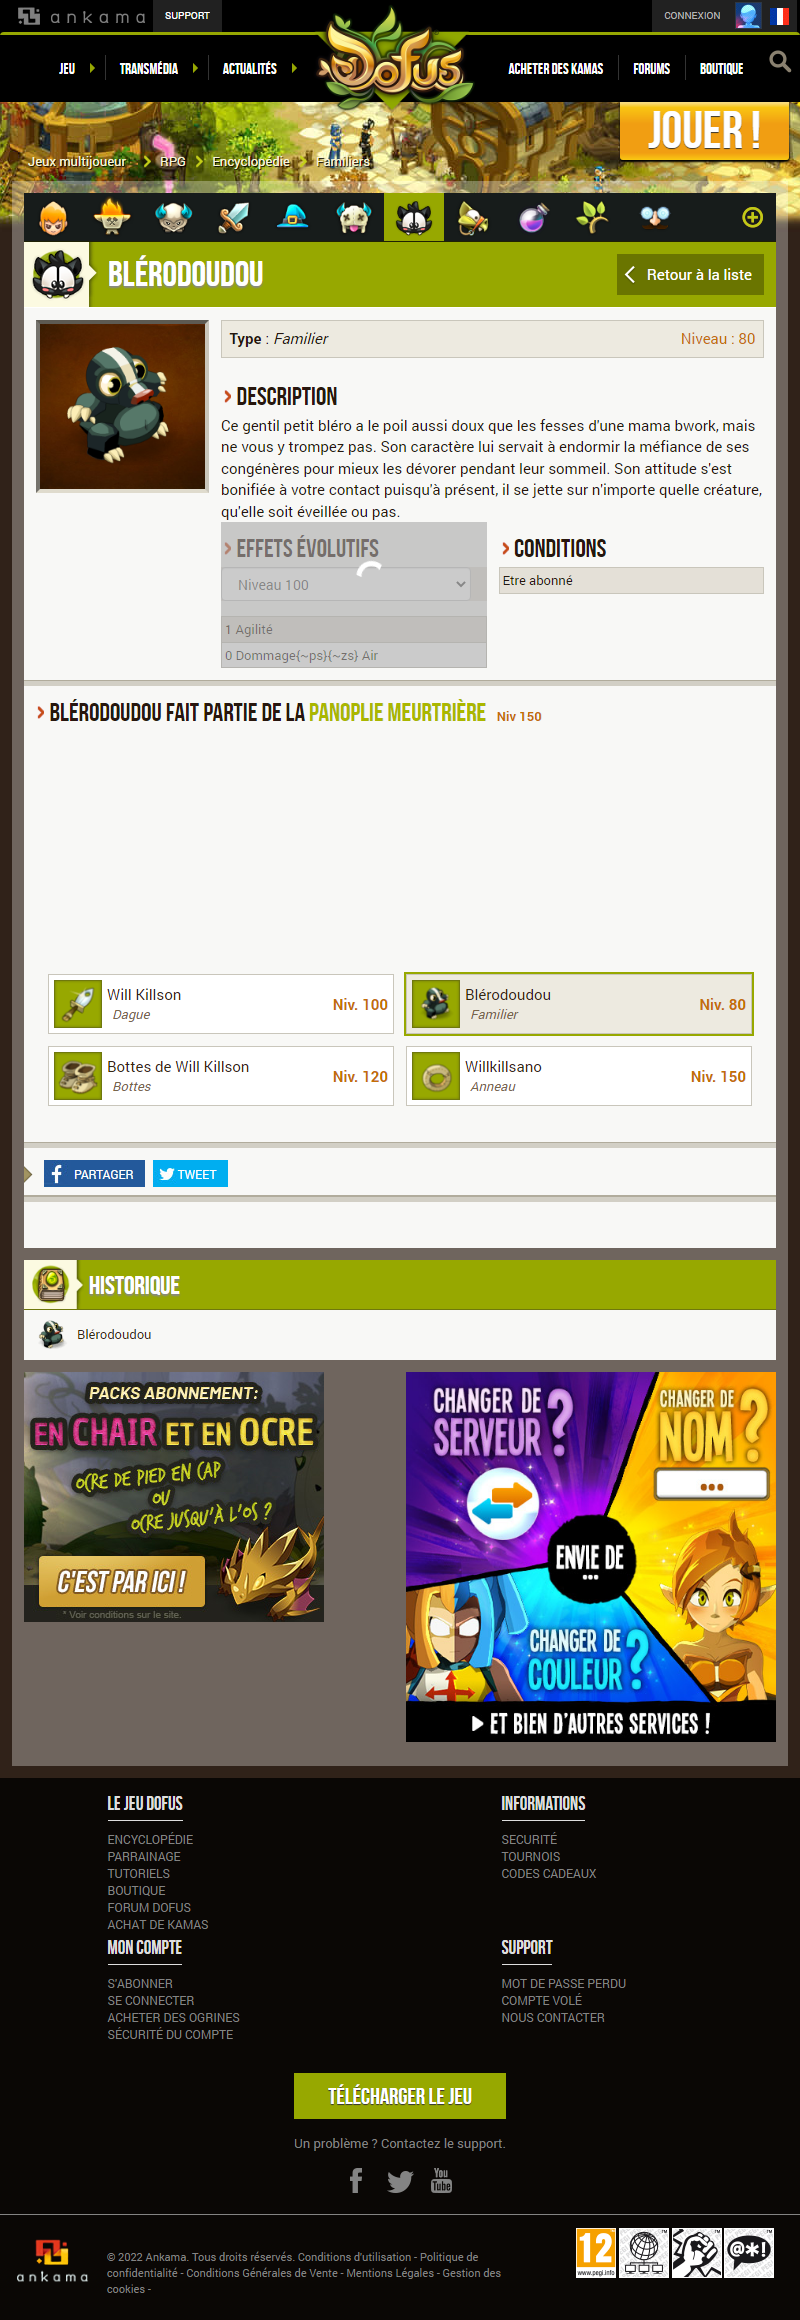 ankama
SUPPORT
CONNEXION
JEU
TRANSMÉDIA
ACTUALITÉS
DOFUS
ACHETER DES KAMAS
FORUMS
BOUTIQUE
JOUER !
Jeux multijoueur
RPG
Encyclopédie
Familiers
BLÉRODOUDOU
Retour à la liste
Type : Familier
Niveau : 80
DESCRIPTION
Ce gentil petit bléro a le poil aussi doux que les fesses d'une mama bwork, mais
ne vous y trompez pas. Son caractère lui servait à endormir la méfiance de ses
congénères pour mieux les dévorer pendant leur sommeil. Son attitude s'est
bonifiée à votre contact puisqu'à présent, il se jette sur n'importe quelle créature,
qu'elle soit éveillée ou pas.
EFFETS ÉVOLUTIFS
Niveau 100
1 Agilité
0 Dommage{~ps}{~zs} Air
CONDITIONS
Etre abonné
BLÉRODOUDOU FAIT PARTIE DE LA PANOPLIE MEURTRIÈRE Niv 150
Will Killson
Dague
Niv. 100
Blérodoudou
Familier
Niv. 80
Bottes de Will Killson
Bottes
Niv. 120
Willkillsano
Anneau
Niv. 150
PARTAGER
TWEET
HISTORIQUE
Blérodoudou
PACKS ABONNEMENT:
EN CHAIR ET EN OCRE
OCRE DE PIED EN CAP
OU
OCRE JUSQU'À L'OS ?
C'EST PAR ICI !
* Voir conditions sur le site.
CHANGER DE
SERVEUR ?
CHANGER DE
NOM ?
...
ENVIE DE
...
CHANGER DE
COULEUR ?
ET BIEN D'AUTRES SERVICES !
LE JEU DOFUS
ENCYCLOPÉDIE
PARRAINAGE
TUTORIELS
BOUTIQUE
FORUM DOFUS
ACHAT DE KAMAS
INFORMATIONS
SECURITÉ
TOURNOIS
CODES CADEAUX
MON COMPTE
S'ABONNER
SE CONNECTER
ACHETER DES OGRINES
SÉCURITÉ DU COMPTE
SUPPORT
MOT DE PASSE PERDU
COMPTE VOLÉ
NOUS CONTACTER
TÉLÉCHARGER LE JEU
Un problème ? Contactez le support.
You
Tube
ankama
© 2022 Ankama. Tous droits réservés. Conditions d'utilisation - Politique de
confidentialité - Conditions Générales de Vente - Mentions Légales - Gestion des
cookies -
12
www.pegi.info
@*!